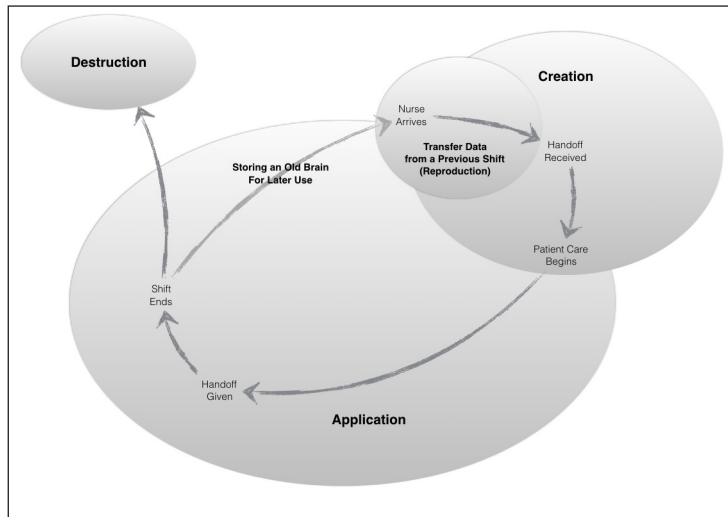 Destruction
Creation
Nurse
Arrives
Transfer Data
from a Previous Shift
(Reproduction)
Handoff
Received
Storing an Old Brain
For Later Use
Patient Care
Begins
Shift
Ends
Handoff
Given
Application